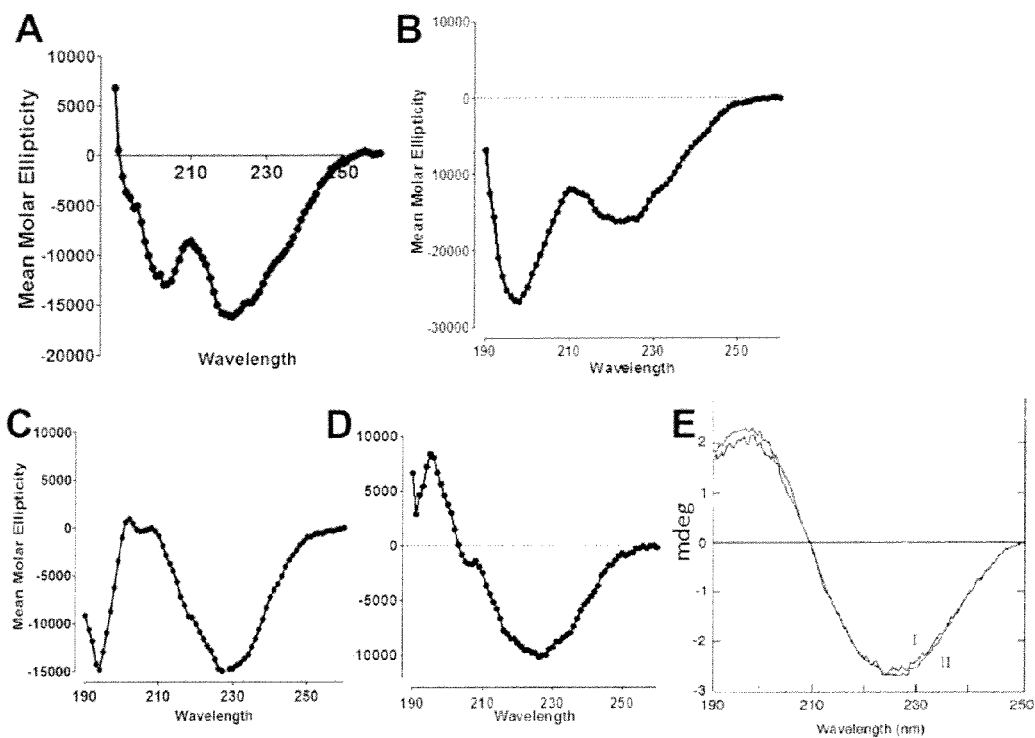 A
10000
5000
0
-5000
-10000
-15000
-20000
210 230 250
Mean Molar Ellipticity
Wavelength
B
10000
0
10000
-20000
-30000
190 210 230 250
Mean Molar Ellipticity
Wavelength
C
10000
5000
0
-5000
-10000
-15000
190 210 230 250
Mean Molar Ellipticity
Wavelength
D
10000
5000
0
-5000
10000
190 210 230 250
Wavelength
E
2
1
0
-1
-2
-3
mdeg
I
II
190 210 230 250
Wavelength (nm)